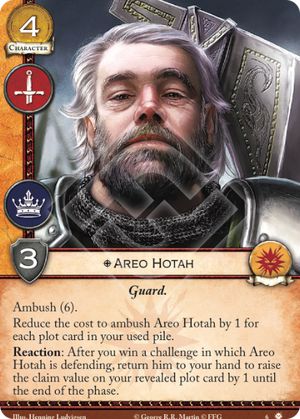 4
CHARACTER
3
AREO HOTAH
Guard.
Ambush (6).
Reduce the cost to ambush Areo Hotah by 1 for
each plot card in your used pile.
Reaction: After you win a challenge in which Areo
Hotah is defending, return him to your hand to raise
the claim value on your revealed plot card by 1 until
the end of the phase.
Illus. Henning Ludvigsen © George R.R. Martin © FFG 6